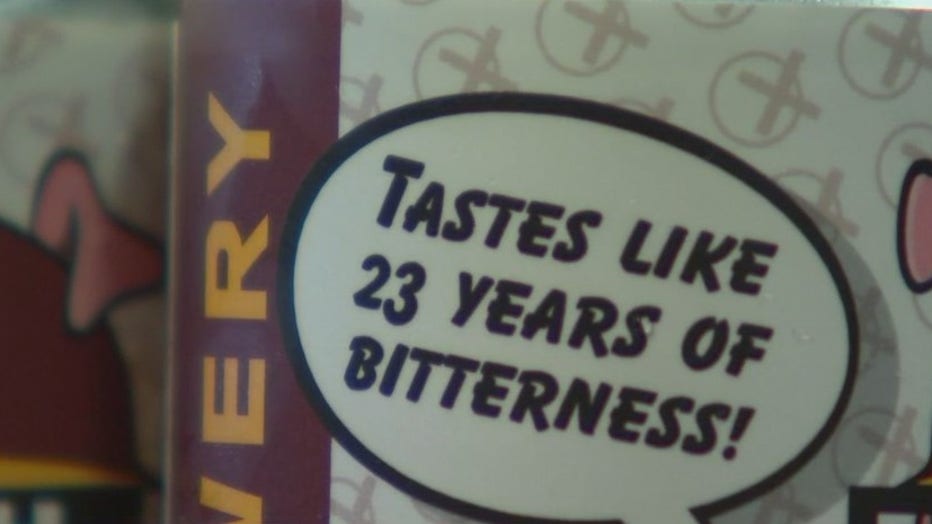 TASTES LIKE
23 YEARS OF
BITTERNESS!
VERY